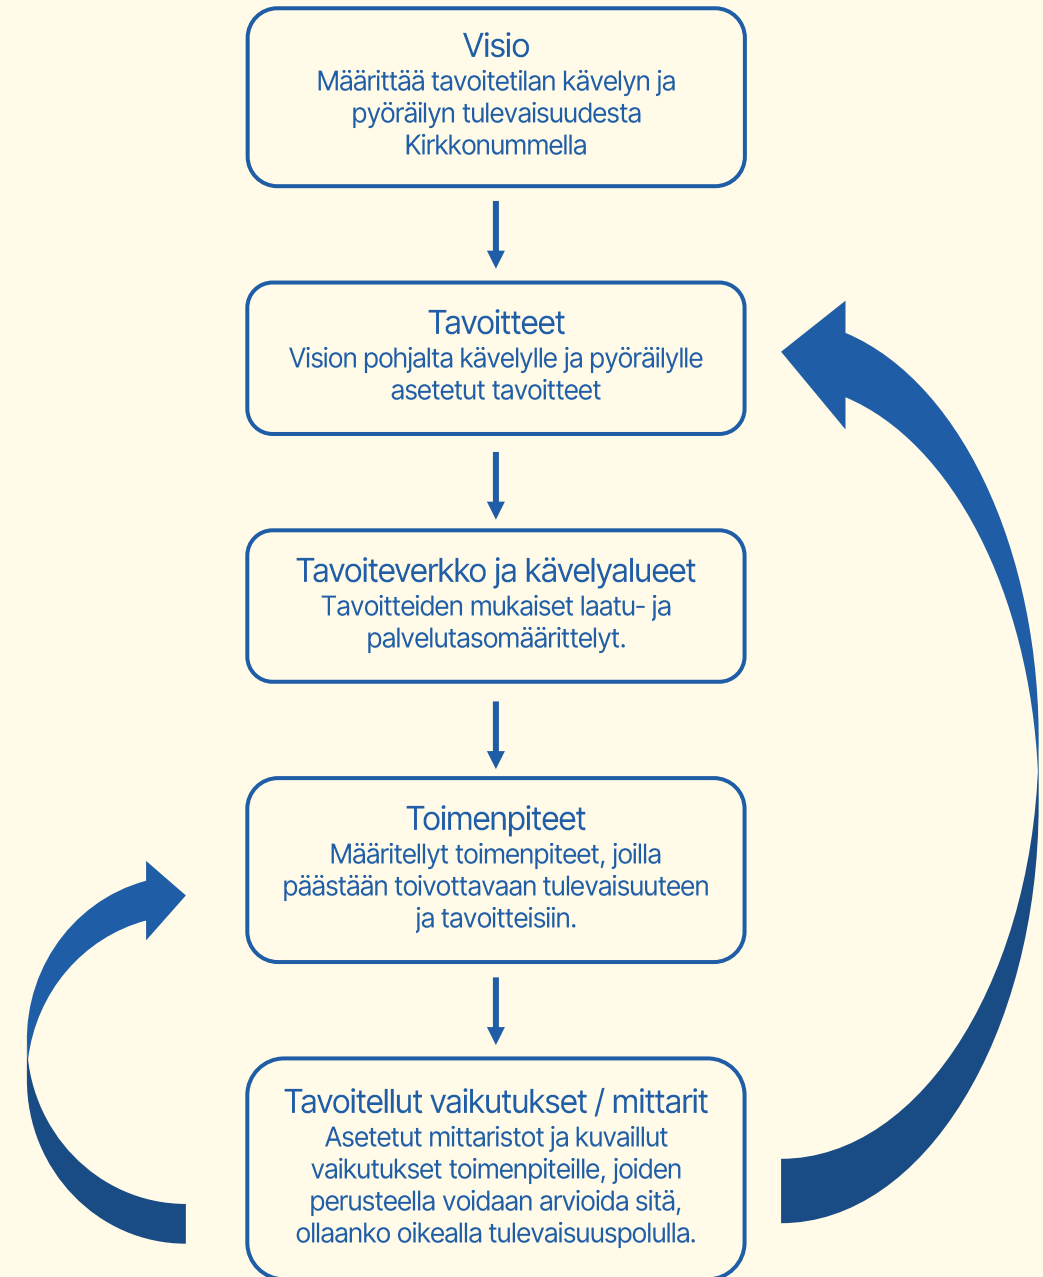 Visio
Määrittää tavoitetilan kävelyn ja
pyöräilyn tulevaisuudesta
Kirkkonummella
Tavoitteet
Vision pohjalta kävelylle ja pyöräilylle
asetetut tavoitteet
Tavoiteverkko ja kävelyalueet
Tavoitteiden mukaiset laatu- ja
palvelutasomäärittelyt.
Toimenpiteet
Määritellyt toimenpiteet, joilla
päästään toivottavaan tulevaisuuteen
ja tavoitteisiin.
Tavoitellut vaikutukset / mittarit
Asetetut mittaristot ja kuvaillut
vaikutukset toimenpiteille, joiden
perusteella voidaan arvioida sitä,
ollaanko oikealla tulevaisuuspolulla.